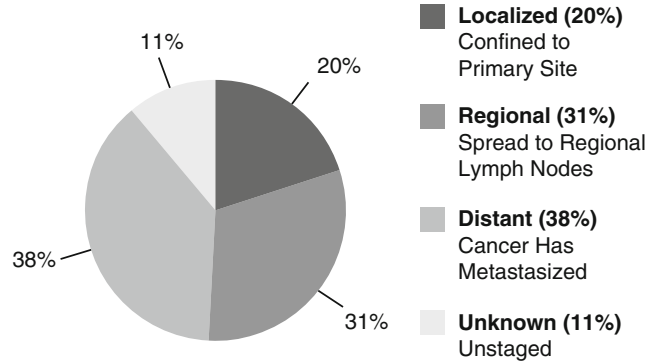 11%
20%
38%
31%
Localized (20%)
Confined to
Primary Site
Regional (31%)
Spread to Regional
Lymph Nodes
Distant (38%)
Cancer Has
Metastasized
Unknown (11%)
Unstaged